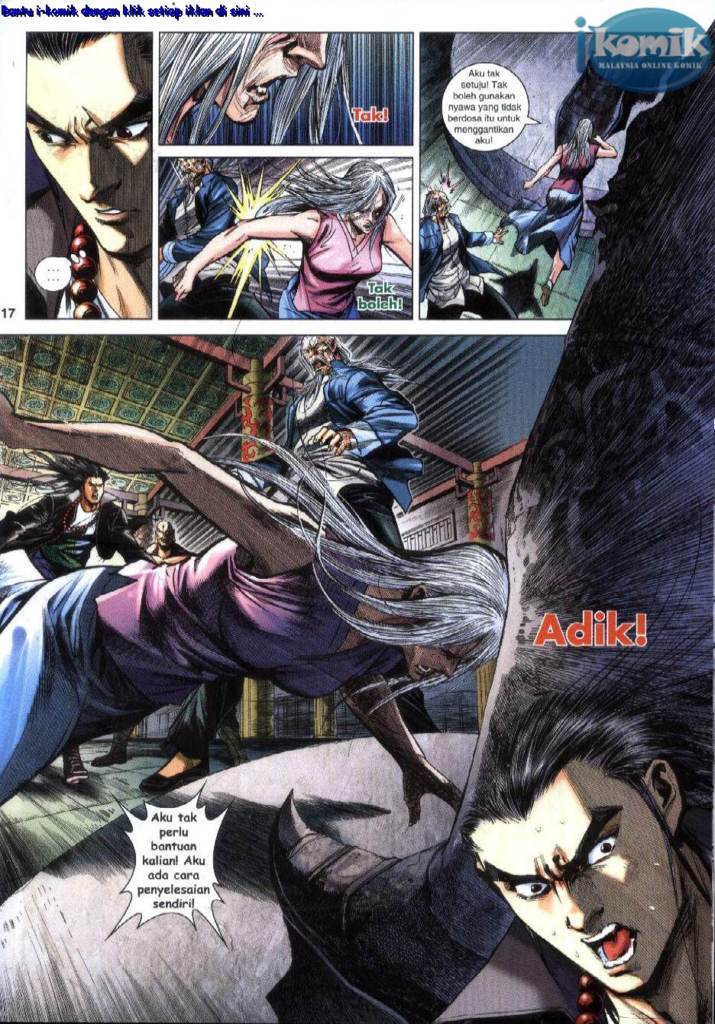 Bantu i-komik dengan klik setiap iklan di sini ...
ikomik
MALAYSIA ONLINE KOMIK
... ...
Tak!
Tak
boleh!
Aku tak
setuju! Tak
boleh gunakan
nyawa yang tidak
berdosa itu untuk
menggantikan
aku!
17
Adik!
Aku tak
perlu
bantuan
kalian! Aku
ada cara
penyelesaian
sendiri!